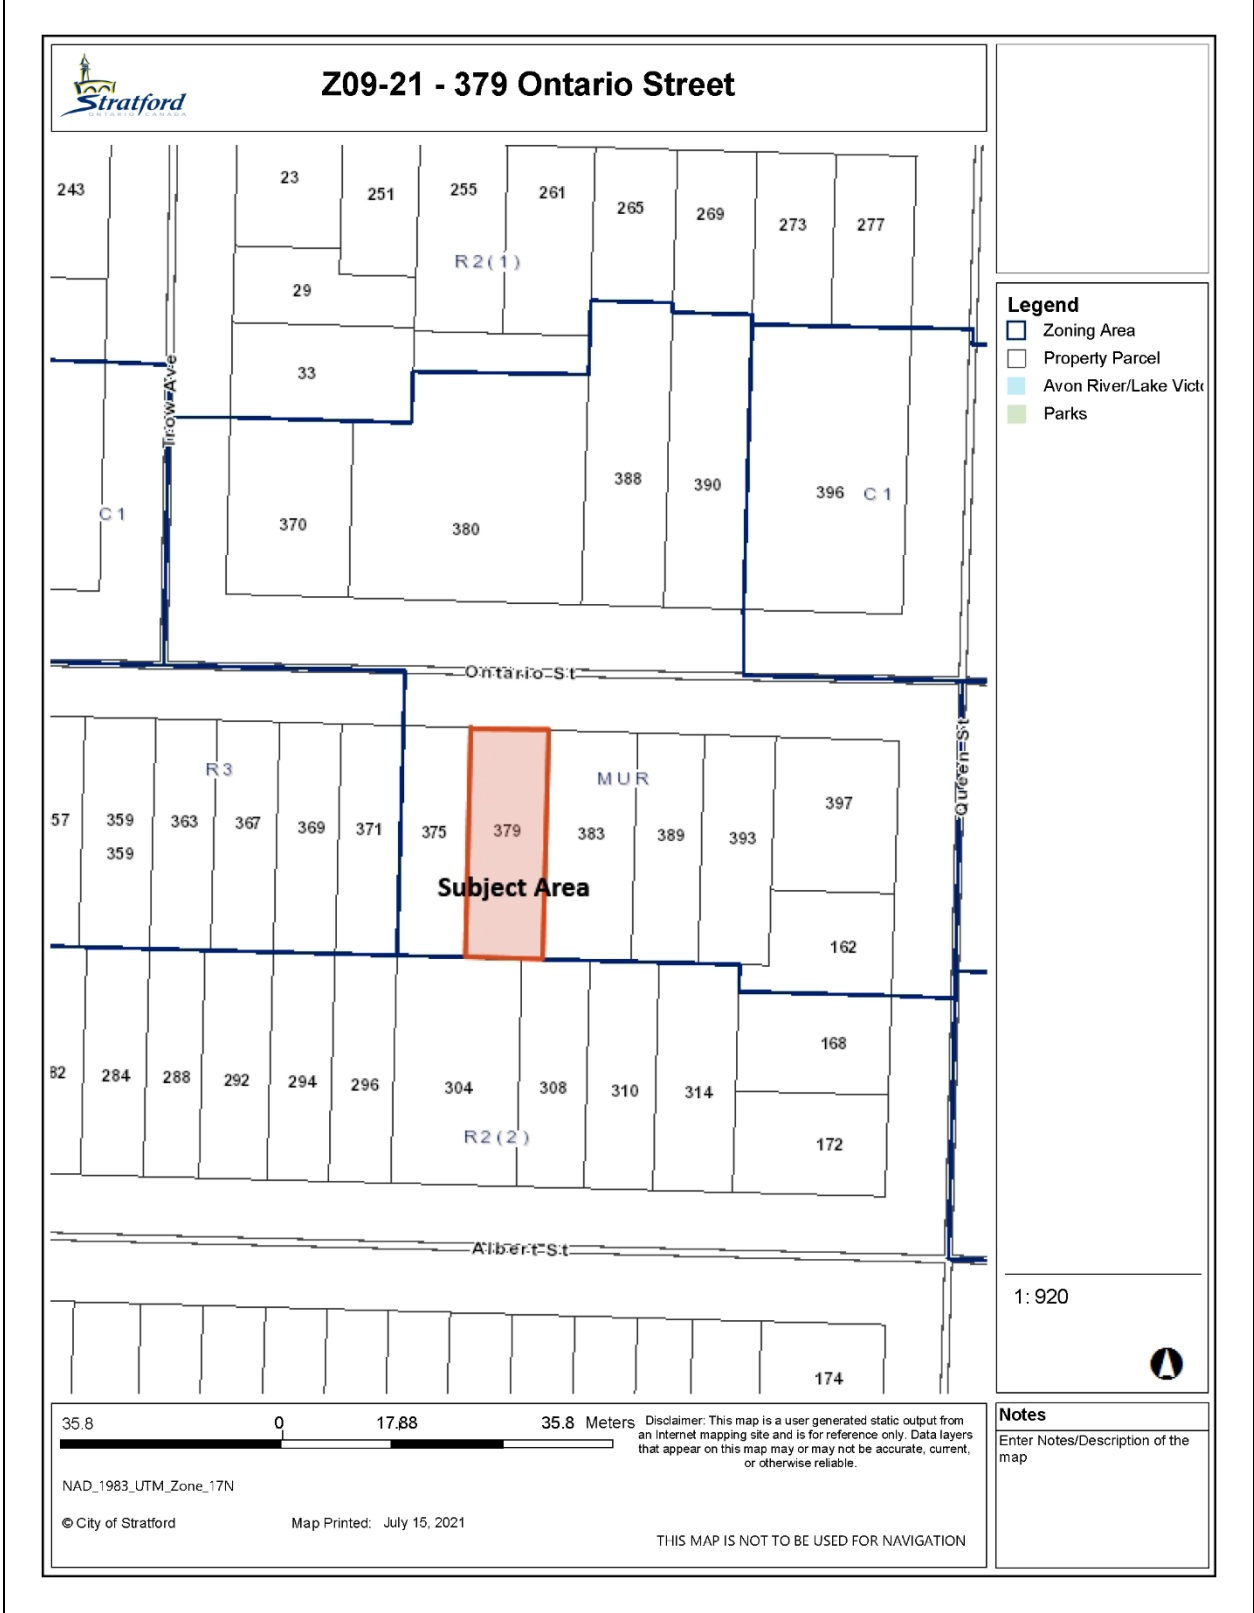 Stratford
ONTARIO CANADA
Z09-21 - 379 Ontario Street
243
23
251
255
261
265
269
273
277
R2(1)
29
33
Trow Ave
C1
370
380
388
390
396
C1
Ontario St
Queen St
R3
MUR
57
359
359
363
367
369
371
375
379
383
389
393
397
Subject Area
162
82
284
288
292
294
296
304
308
310
314
168
172
R2(2)
Albert St
174
Legend
Zoning Area
Property Parcel
Avon River/Lake Victo
Parks
1: 920
35.8
0
17.88
35.8 Meters
NAD_1983_UTM_Zone_17N
© City of Stratford
Map Printed: July 15, 2021
Disclaimer: This map is a user generated static output from
an Internet mapping site and is for reference only. Data layers
that appear on this map may or may not be accurate, current,
or otherwise reliable.
THIS MAP IS NOT TO BE USED FOR NAVIGATION
Notes
Enter Notes/Description of the
map